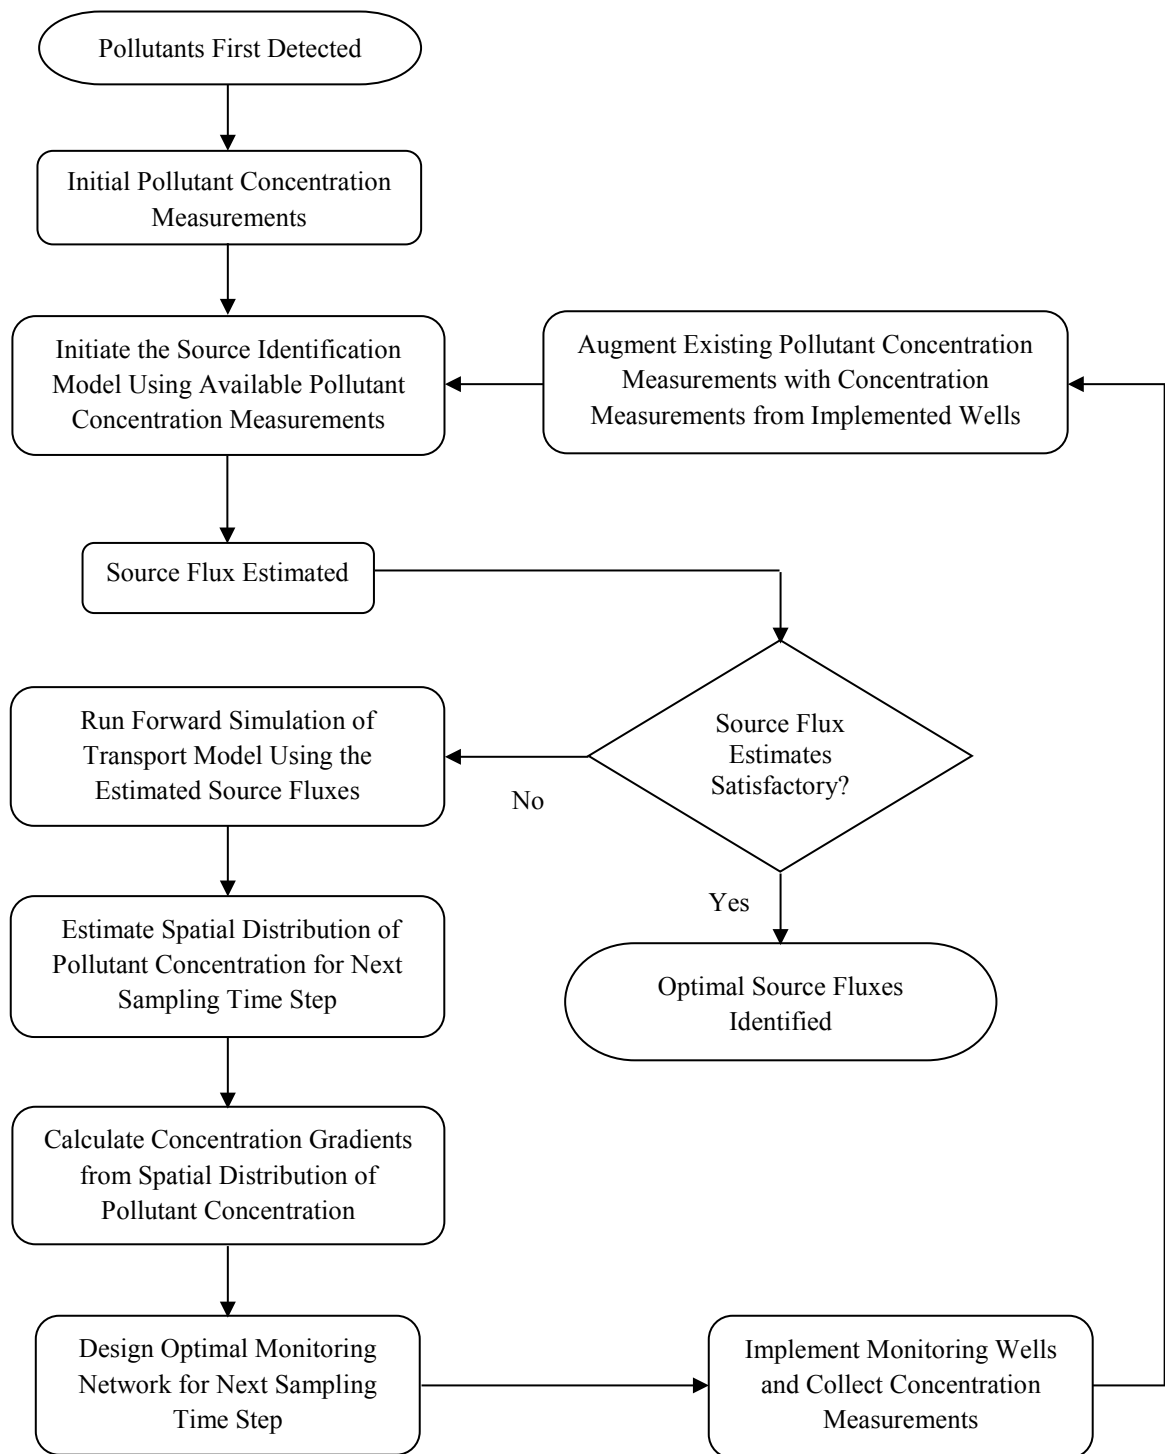 Pollutants First Detected
Initial Pollutant Concentration
Measurements
Initiate the Source Identification
Model Using Available Pollutant
Concentration Measurements
Augment Existing Pollutant Concentration
Measurements with Concentration
Measurements from Implemented Wells
Source Flux Estimated
Source Flux
Estimates
Satisfactory?
No
Yes
Run Forward Simulation of
Transport Model Using the
Estimated Source Fluxes
Estimate Spatial Distribution of
Pollutant Concentration for Next
Sampling Time Step
Optimal Source Fluxes
Identified
Calculate Concentration Gradients
from Spatial Distribution of
Pollutant Concentration
Design Optimal Monitoring
Network for Next Sampling
Time Step
Implement Monitoring Wells
and Collect Concentration
Measurements